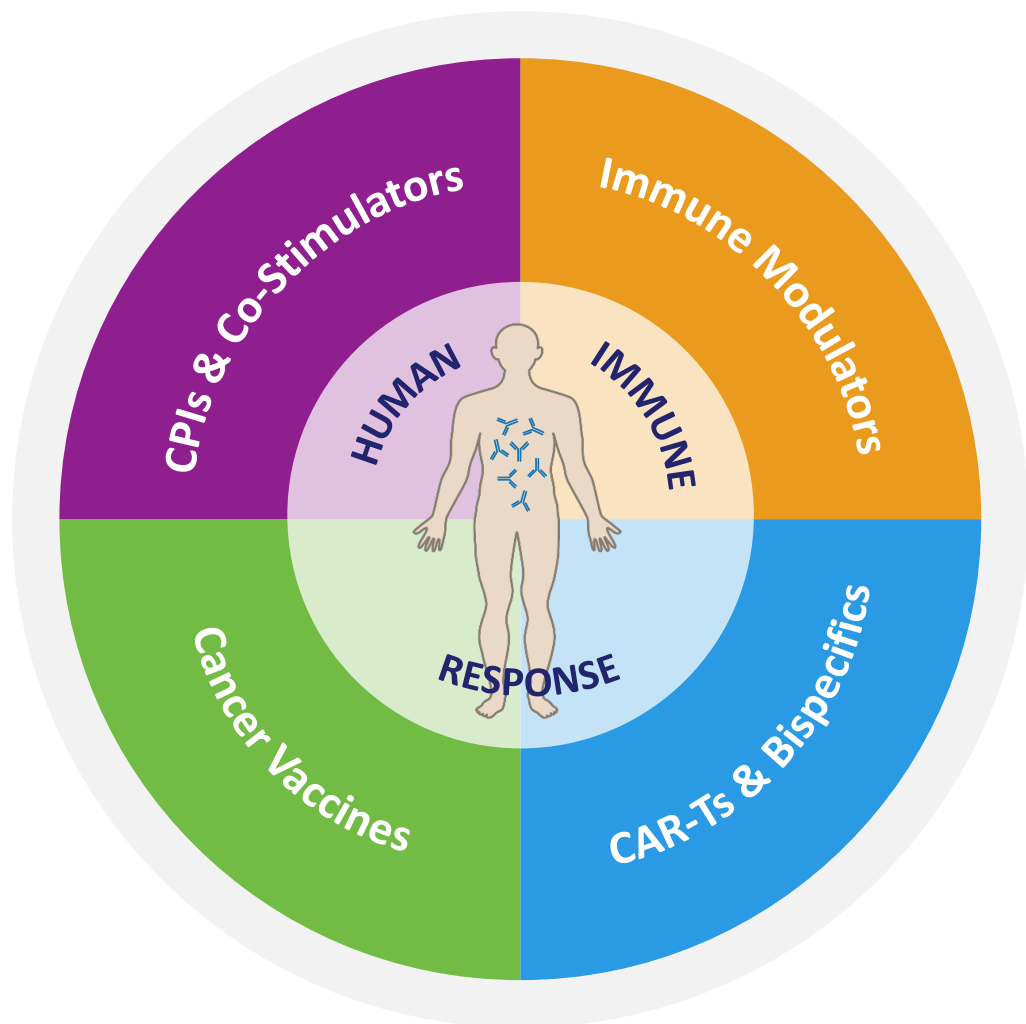 CPIs & Co-Stimulators
Immune Modulators
HUMAN
IMMUNE
RESPONSE
Cancer Vaccines
CAR-Ts & Bispecifics